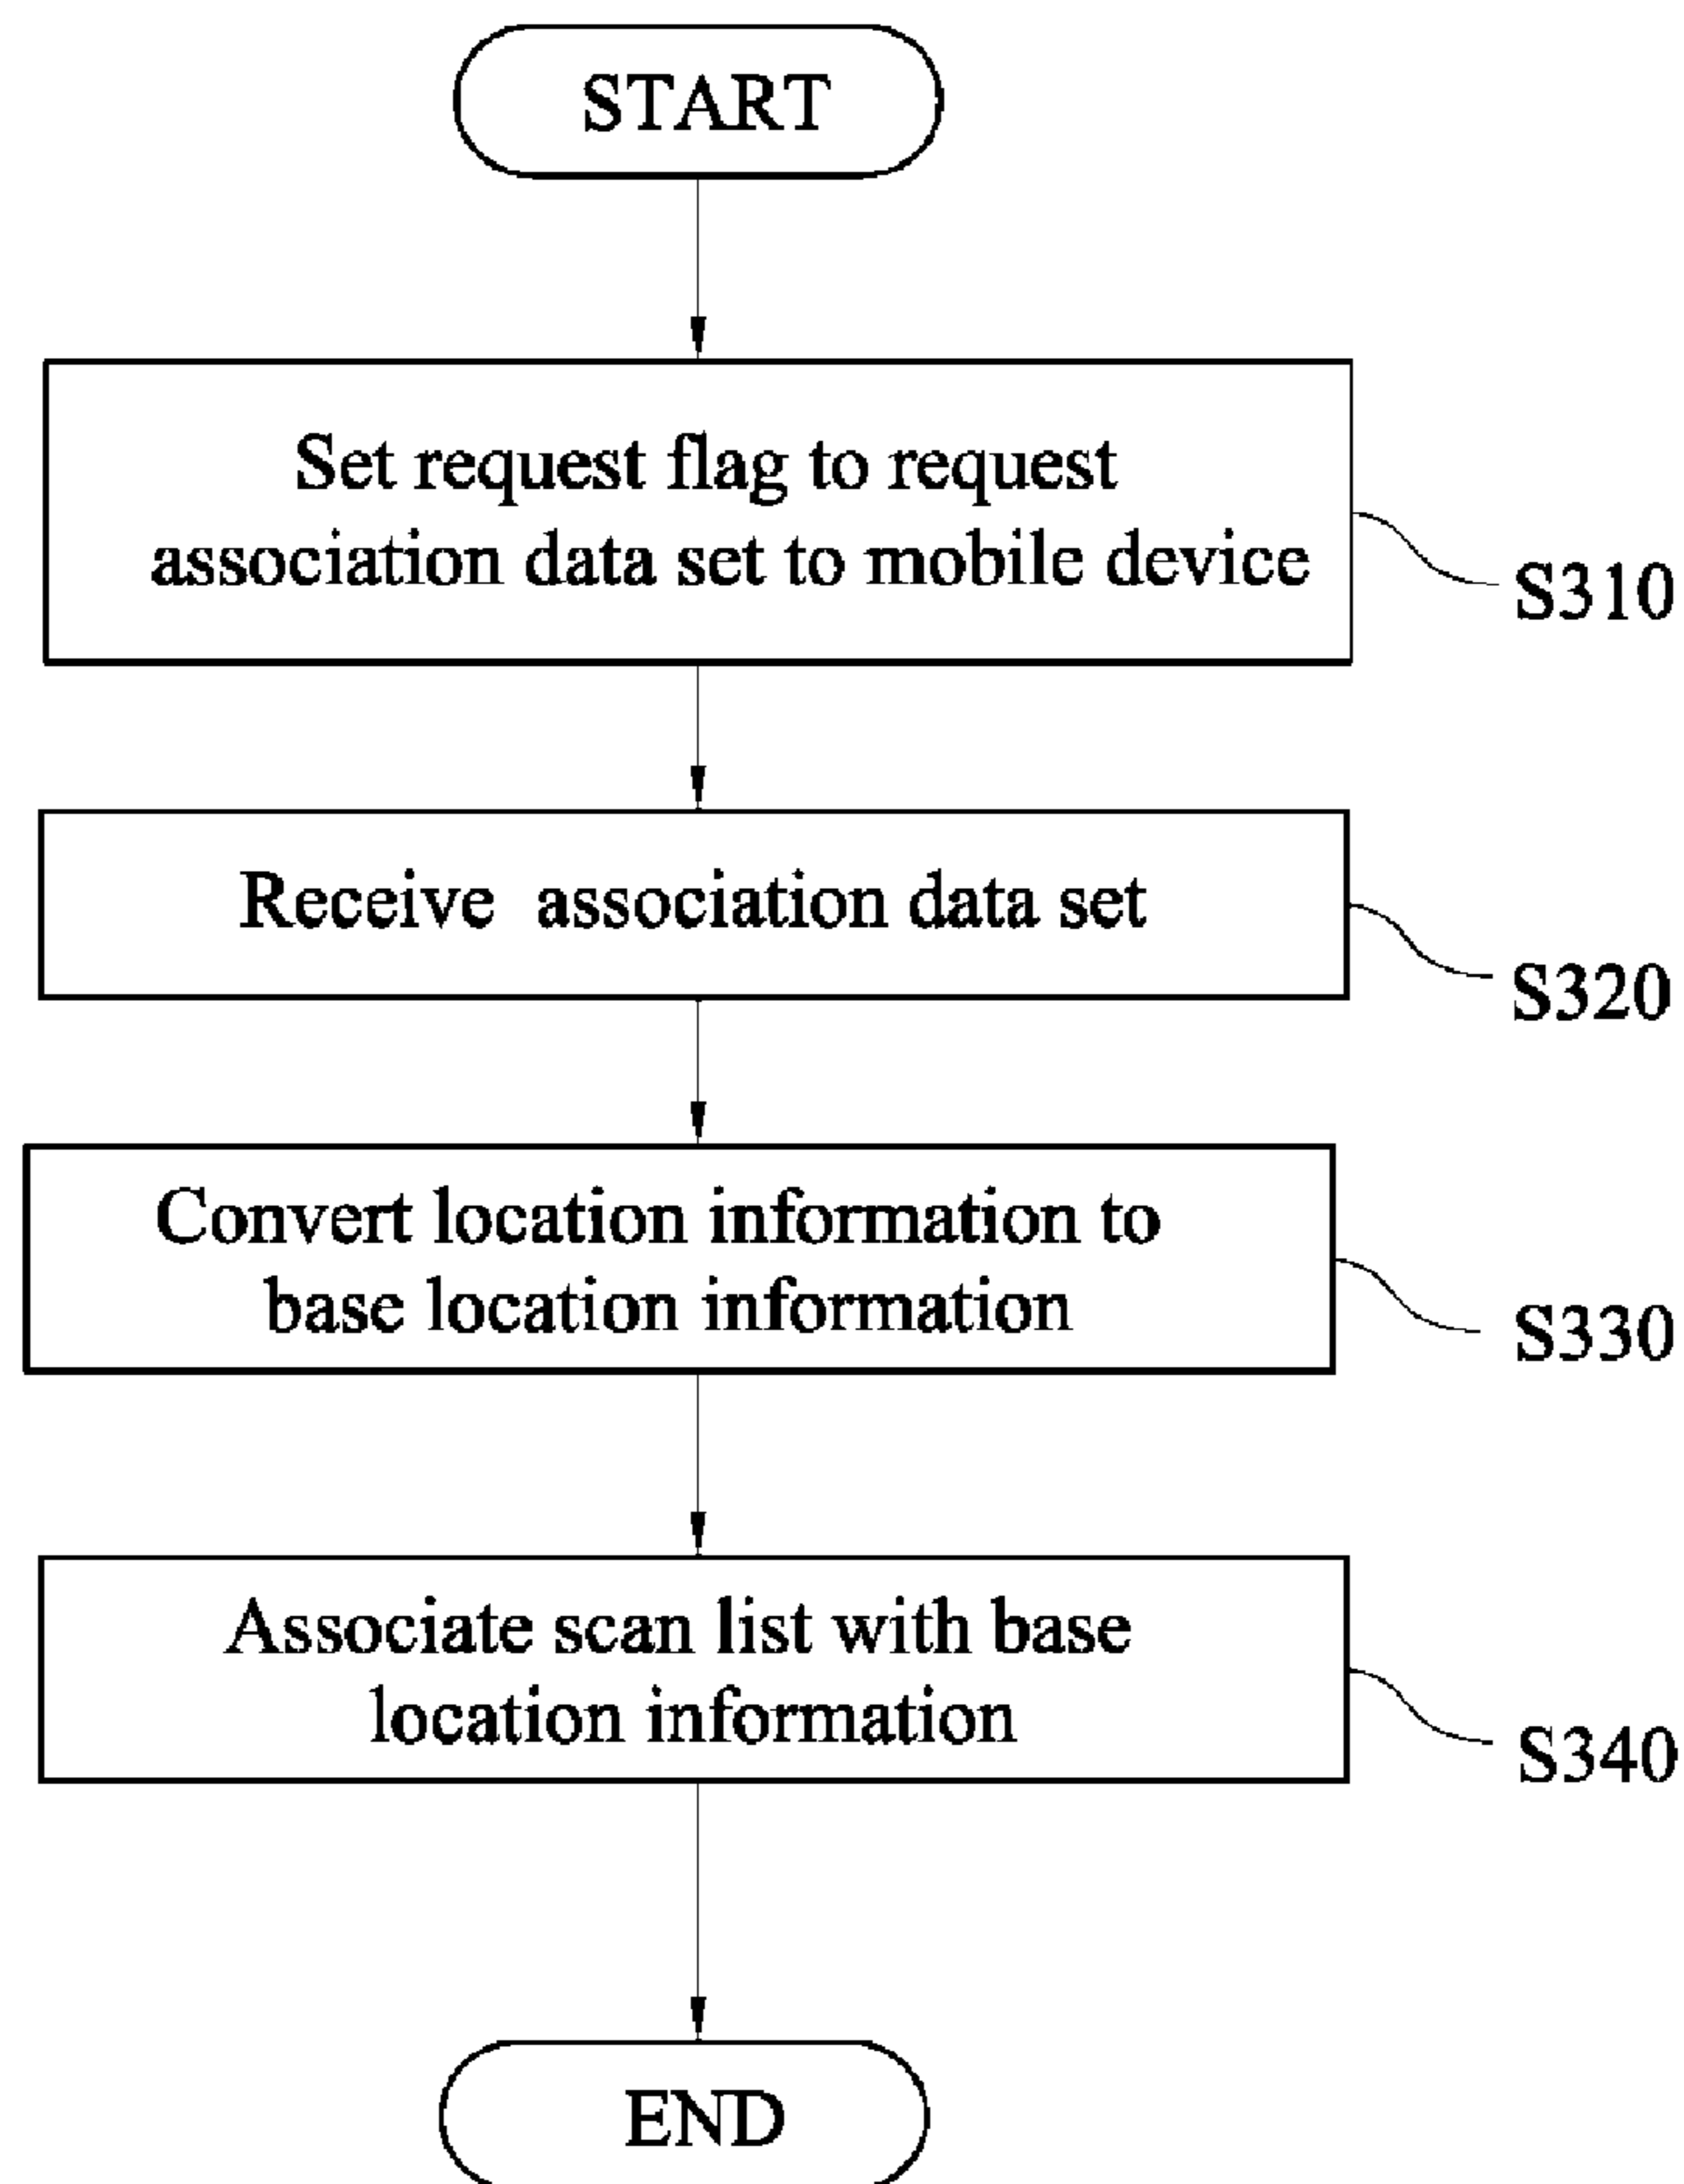 START
Set request flag to request
association data set to mobile device
S310
Receive association data set
S320
Convert location information to
base location information
S330
Associate scan list with base
location information
S340
END